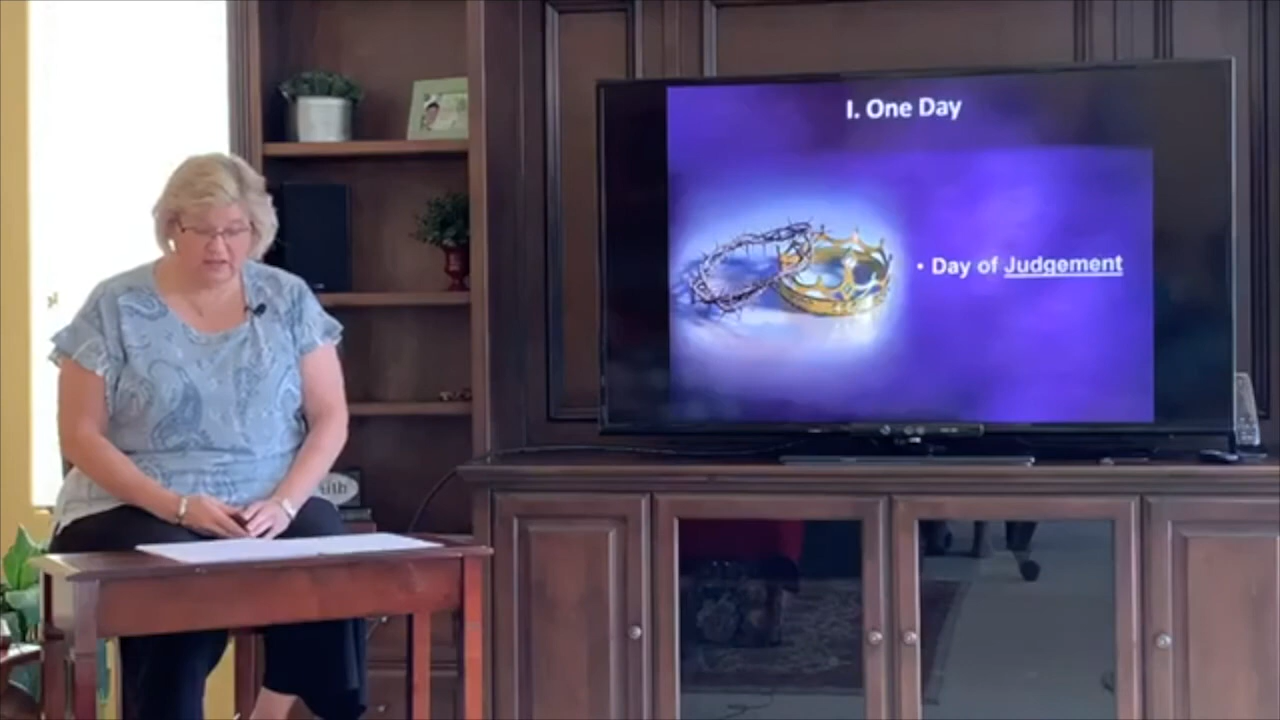 I. One Day
• Day of Judgement